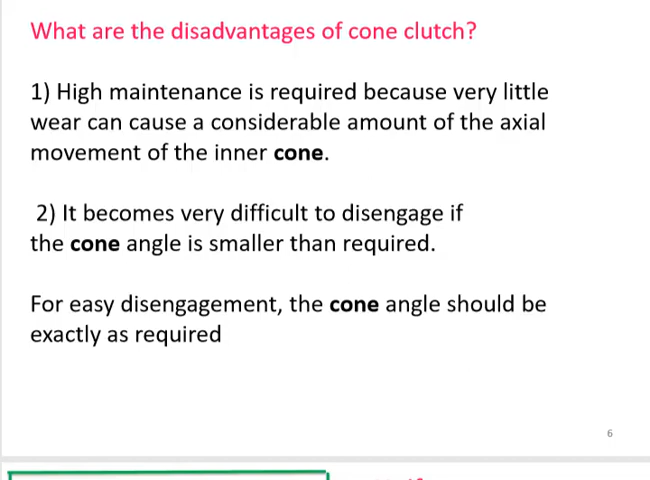 What are the disadvantages of cone clutch?
1) High maintenance is required because very little
wear can cause a considerable amount of the axial
movement of the inner cone.
2) It becomes very difficult to disengage if
the cone angle is smaller than required.
For easy disengagement, the cone angle should be
exactly as required
6